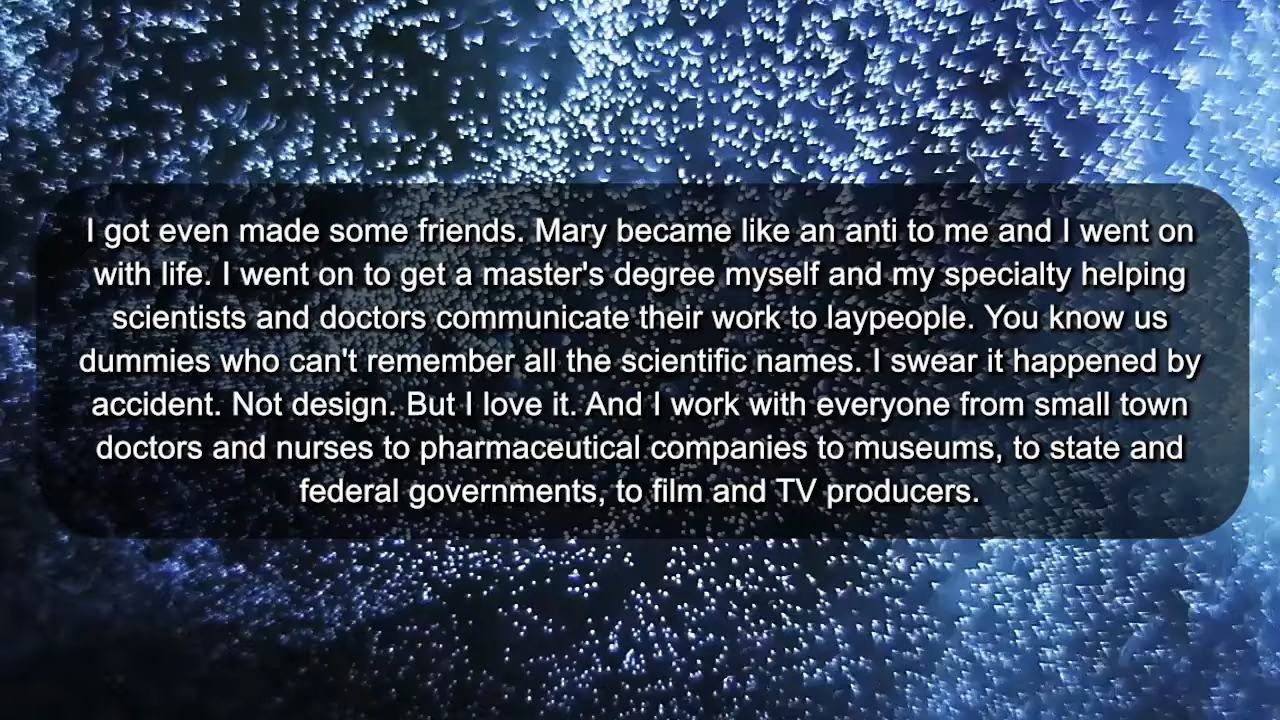 I got even made some friends. Mary became like an anti to me and I went on
with life. I went on to get a master's degree myself and my specialty helping
scientists and doctors communicate their work to laypeople. You know us
dummies who can't remember all the scientific names. I swear it happened by
accident. Not design. But I love it. And I work with everyone from small town
doctors and nurses to pharmaceutical companies to museums, to state and
federal governments, to film and TV producers.